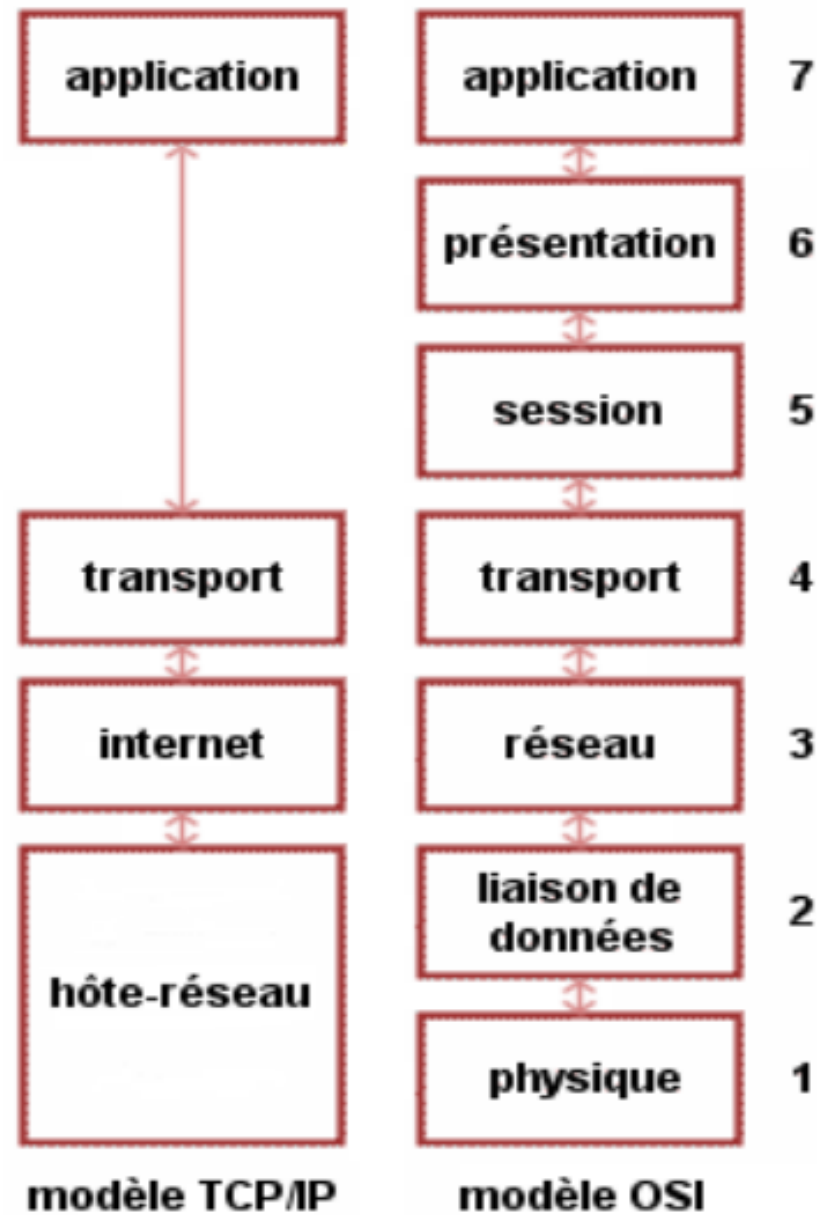 application
application 7
présentation 6
session 5
transport
transport 4
internet
réseau 3
hôte-réseau
liaison de
données 2
physique 1
modèle TCP/IP
modèle OSI